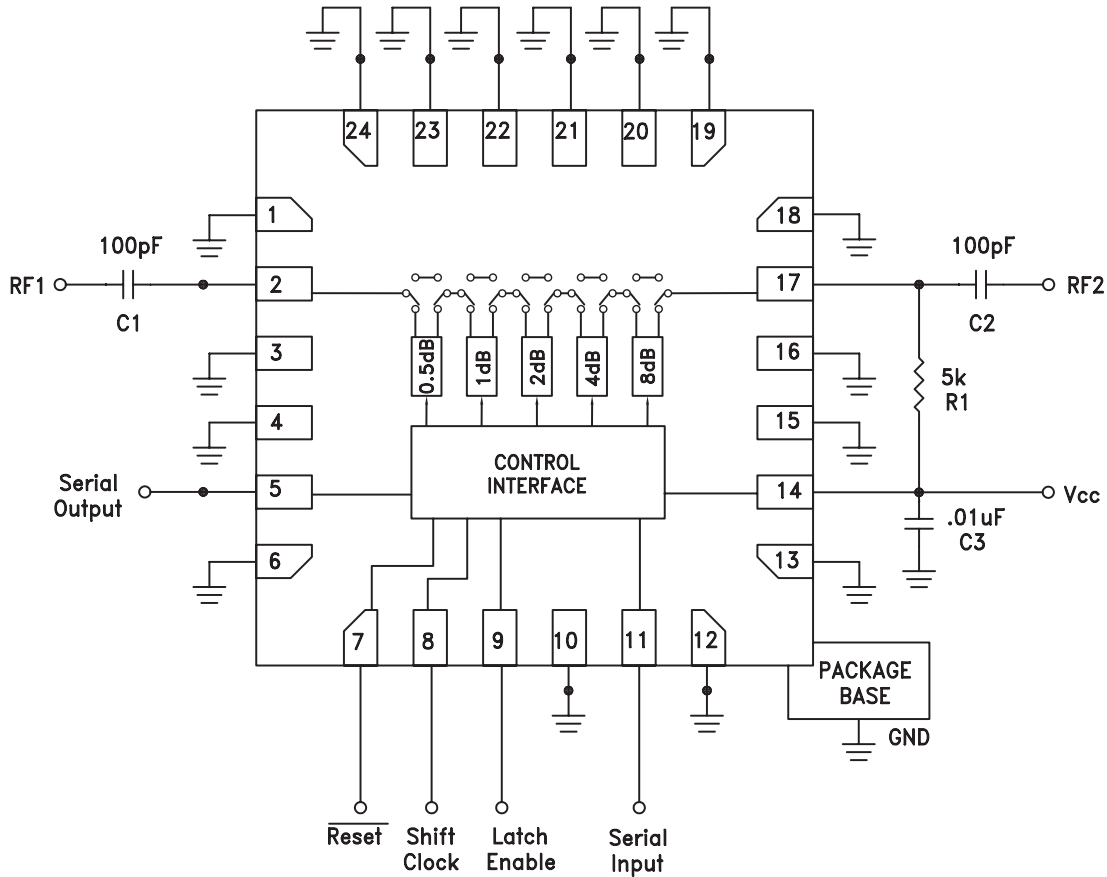 24
23
22
21
20
19
1
18
100pF
100pF
RF1
2
17
RF2
C1
C2
3
16
0.5dB
1dB
2dB
4dB
8dB
5k
R1
4
15
CONTROL
INTERFACE
Serial
Output
5
14
Vcc
.01uF
C3
6
13
7
8
9
10
11
12
PACKAGE
BASE
GND
Reset
Shift
Clock
Latch
Enable
Serial
Input